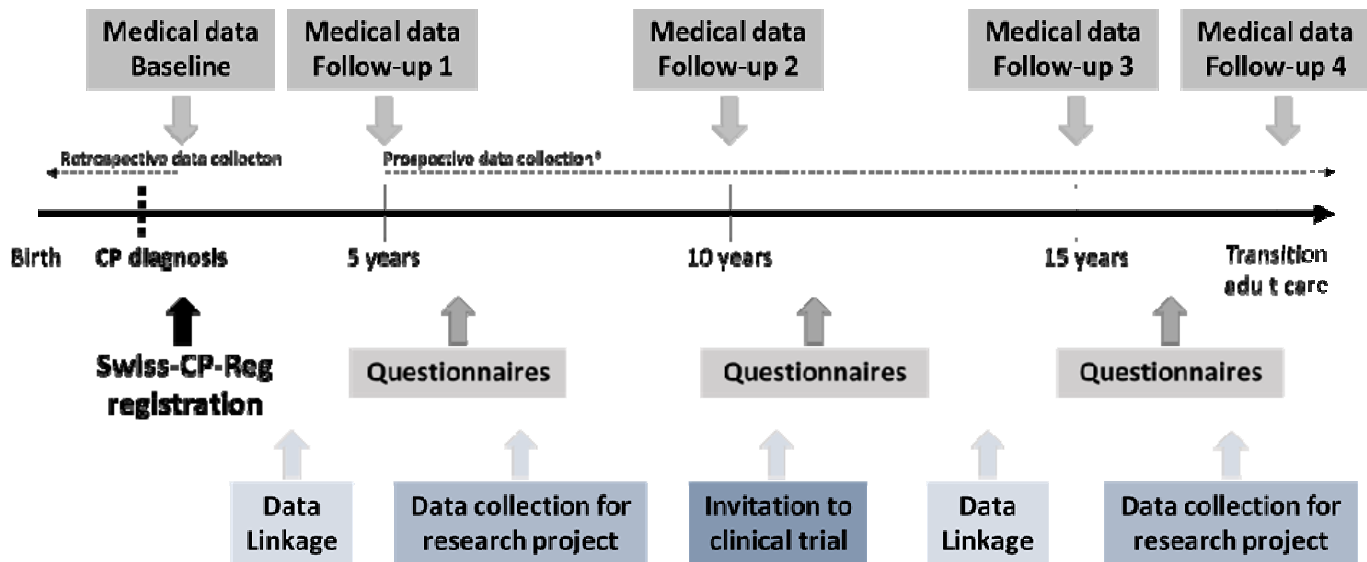 Medical data
Baseline
Medical data
Follow-up 1
Medical data
Follow-up 2
Medical data
Follow-up 3
Medical data
Follow-up 4
Retrospective data collecton
Prospective data collection*
Birth
CP diagnosis
5 years
10 years
15 years
Transition
adu t care
Swiss-CP-Reg
registration
Questionnaires
Questionnaires
Questionnaires
Data
Linkage
Data collection for
research project
Invitation to
clinical trial
Data
Linkage
Data collection for
research project